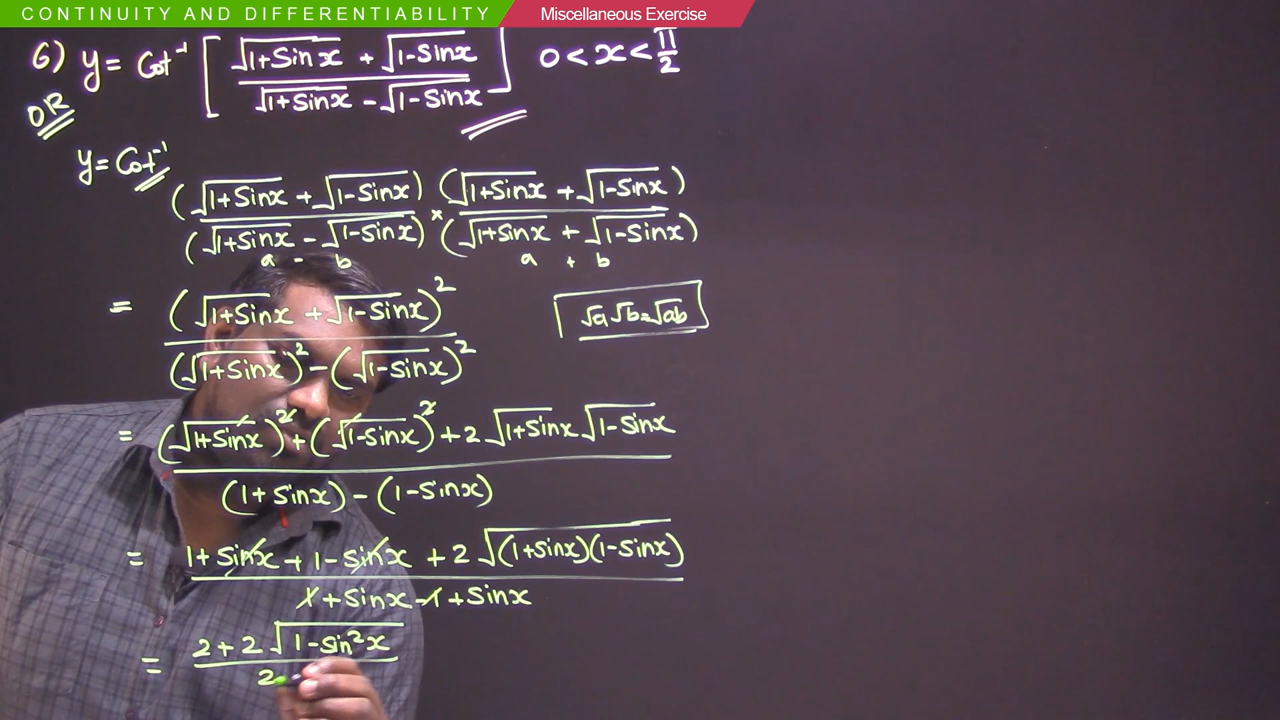 CONTINUITY AND DIFFERENTIABILITY Miscellaneous Exercise
6) y = Cot⁻¹ [ (√(1+Sinx) + √(1-Sinx)) / (√(1+Sinx) - √(1-Sinx)) ] 0 < x < π/2
OR
y = Cot⁻¹
(√(1+Sinx) + √(1-Sinx)) / (√(1+Sinx) - √(1-Sinx)) × (√(1+Sinx) + √(1-Sinx)) / (√(1+Sinx) + √(1-Sinx))
a - b a + b
= (√(1+Sinx) + √(1-Sinx))² / (√(1+Sinx))² - (√(1-Sinx))² √a √b = √ab
= (√(1+Sinx))² + (√(1-Sinx))² + 2 √(1+Sinx) √(1-Sinx) / (1+Sinx) - (1-Sinx)
= 1 + Sinx + 1 - Sinx + 2 √((1+Sinx)(1-Sinx)) / 1 + Sinx - 1 + Sinx
= 2 + 2 √(1-Sin²x) / 2